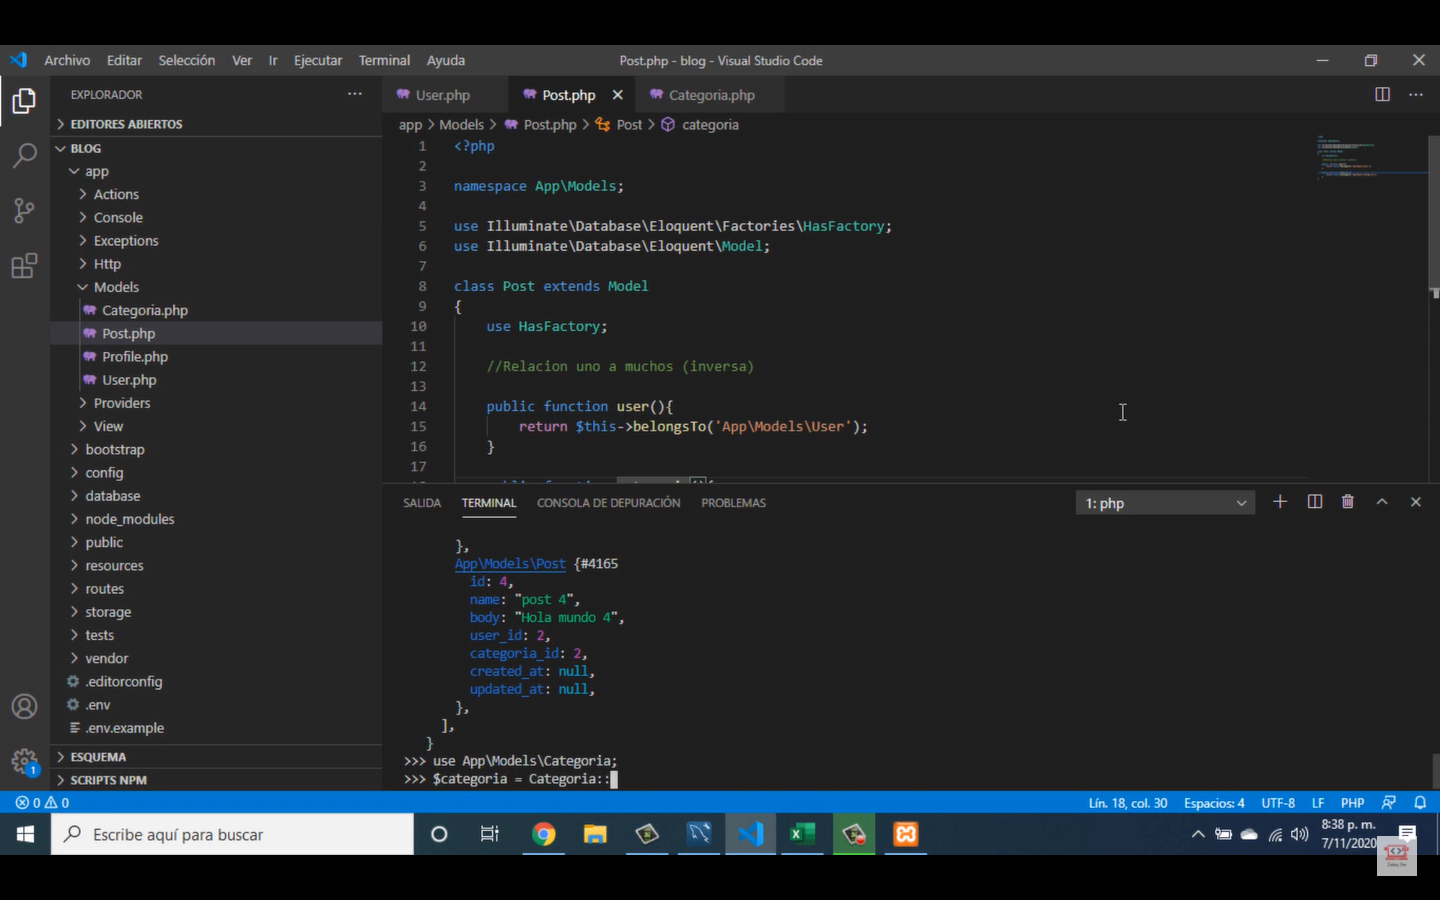 Archivo Editar Selección Ver Ir Ejecutar Terminal Ayuda
Post.php - blog - Visual Studio Code
EXPLORADOR
EDITORES ABIERTOS
BLOG
app
Actions
Console
Exceptions
Http
Models
Categoria.php
Post.php
Profile.php
User.php
Providers
View
bootstrap
config
database
node_modules
public
resources
routes
storage
tests
vendor
.editorconfig
.env
.env.example
ESQUEMA
SCRIPTS NPM
User.php Post.php Categoria.php
app > Models > Post.php > Post > categoria
1 <?php
2
3 namespace App\Models;
4
5 use Illuminate\Database\Eloquent\Factories\HasFactory;
6 use Illuminate\Database\Eloquent\Model;
7
8 class Post extends Model
9 {
10 use HasFactory;
11
12 //Relacion uno a muchos (inversa)
13
14 public function user(){
15 return $this->belongsTo('App\Models\User');
16 }
17
SALIDA TERMINAL CONSOLA DE DEPURACIÓN PROBLEMAS
1: php
},
App\Models\Post {#4165
id: 4,
name: "post 4",
body: "Hola mundo 4",
user_id: 2,
categoria_id: 2,
created_at: null,
updated_at: null,
},
],
}
>>> use App\Models\Categoria;
>>> $categoria = Categoria::
1
0 0
Lín. 18, col. 30 Espacios: 4 UTF-8 LF PHP
Escribe aquí para buscar
8:38 p. m.
7/11/2020